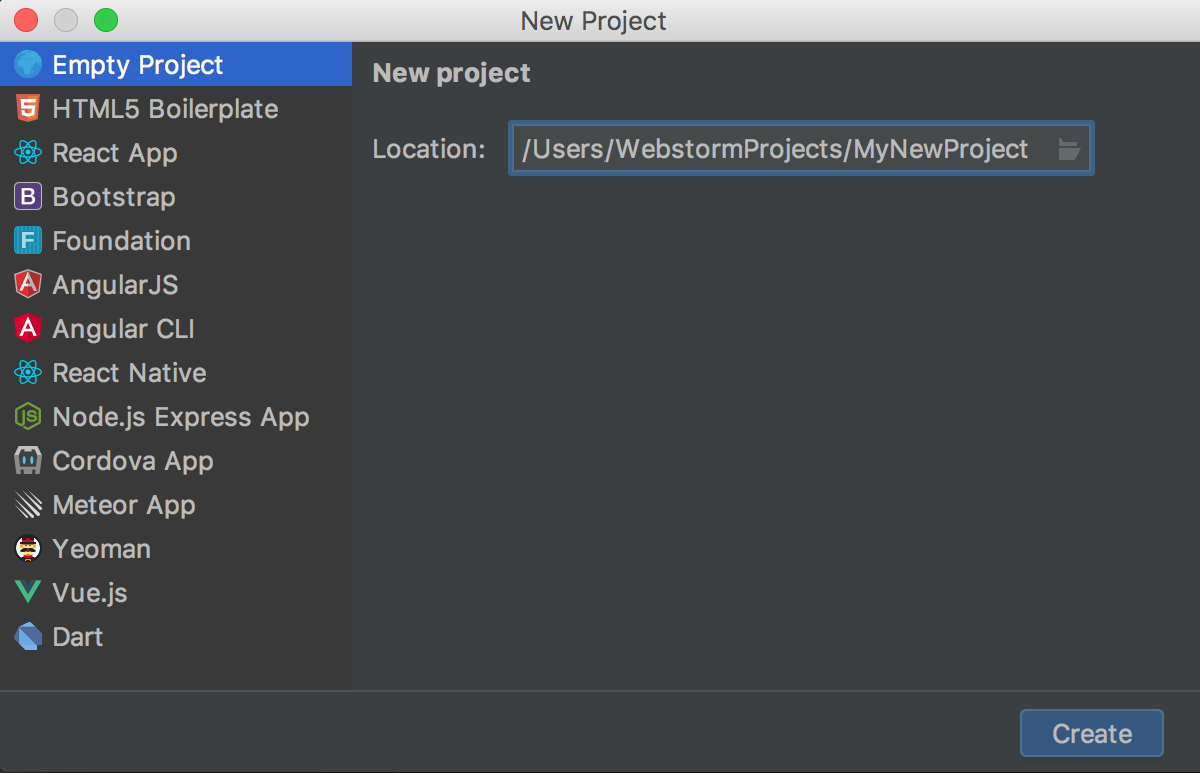 New Project
Empty Project
HTML5 Boilerplate
React App
Bootstrap
Foundation
AngularJS
Angular CLI
React Native
Node.js Express App
Cordova App
Meteor App
Yeoman
Vue.js
Dart
New project
Location: /Users/WebstormProjects/MyNewProject
Create